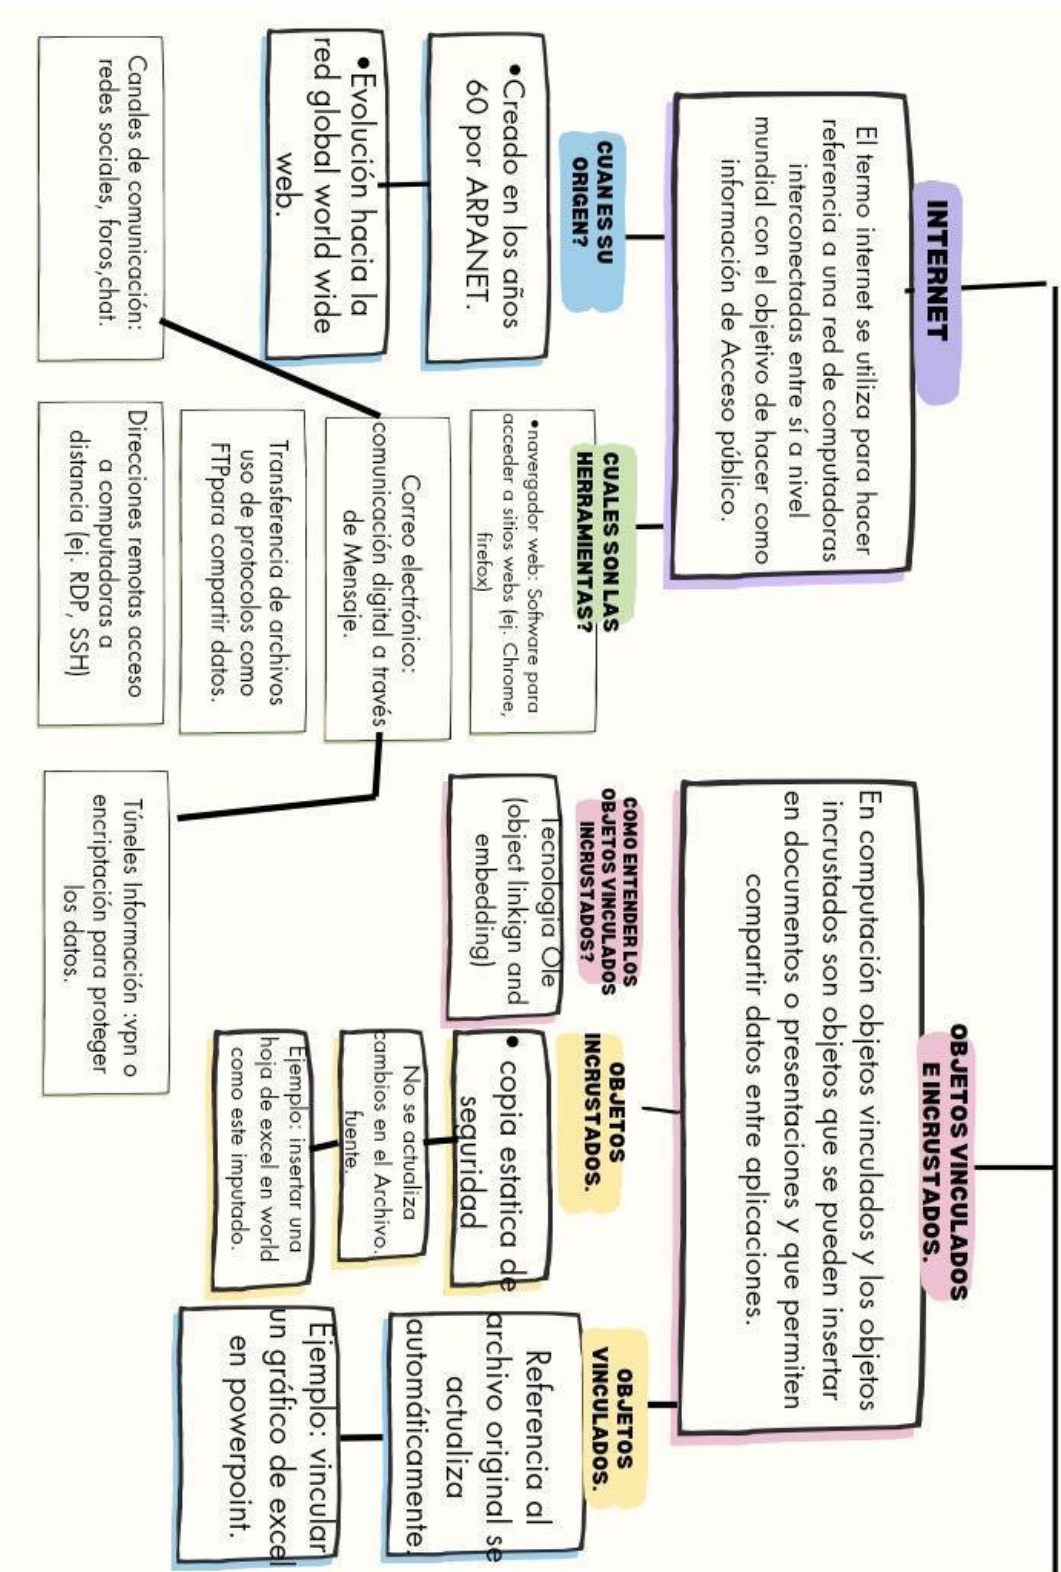 INTERNET
El termo internet se utiliza para hacer
referencia a una red de computadoras
interconectadas entre sí a nivel
mundial con el objetivo de hacer como
información de Acceso público.
CUAN ES SU
ORIGEN?
•Creado en los años
60 por ARPANET.
•Evolución hacia la
red global world wide
web.
CUALES SON LAS
HERRAMIENTAS?
•navergador web: Software para
acceder a sitios webs (ej. Chrome,
firefox)
Correo electrónico:
comunicación digital a través
de Mensaje.
Transferencia de archivos
uso de protocolos como
FTPpara compartir datos.
Direcciones remotas acceso
a computadoras a
distancia (ej. RDP, SSH)
Canales de comunicación:
redes sociales, foros,chat.
Túneles Información :vpn o
encriptación para proteger
los datos.
OBJETOS VINCULADOS
E INCRUSTADOS.
En computación objetos vinculados y los objetos
incrustados son objetos que se pueden insertar
en documentos o presentaciones y que permiten
compartir datos entre aplicaciones.
COMO ENTENDER LOS
OBJETOS VINCULADOS
INCRUSTADOS?
Tecnologia Ole
(object linkign and
embedding)
OBJETOS
INCRUSTADOS.
• copia estatica de
seguridad
No se actualiza
cambios en el Archivo.
fuente.
Ejemplo: insertar una
hoja de excel en world
como este imputado.
OBJETOS
VINCULADOS.
Referencia al
archivo original se
actualiza
automáticamente.
Ejemplo: vincular
un gráfico de excel
en powerpoint.